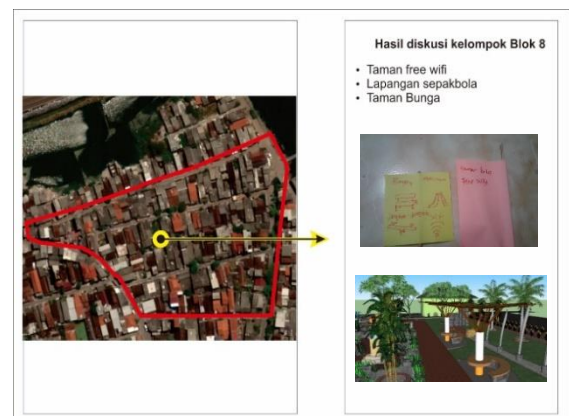 Hasil diskusi kelompok Blok 8
• Taman free wifi
• Lapangan sepakbola
• Taman Bunga